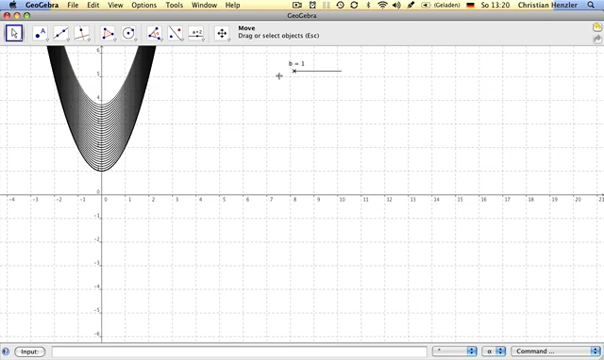 GeoGebra File Edit View Options Tools Window Help (Geladen) So 13:20 Christian Henzler
GeoGebra
A a=2 Move
Drag or select objects (Esc)
6
b = 1
5
4
3
2
1
0
-4 -3 -2 -1 0 1 2 3 4 5 6 7 8 9 10 11 12 13 14 15 16 17 18 19 20 21
-1
-2
-3
-4
-5
-6
Input: ° α Command ...